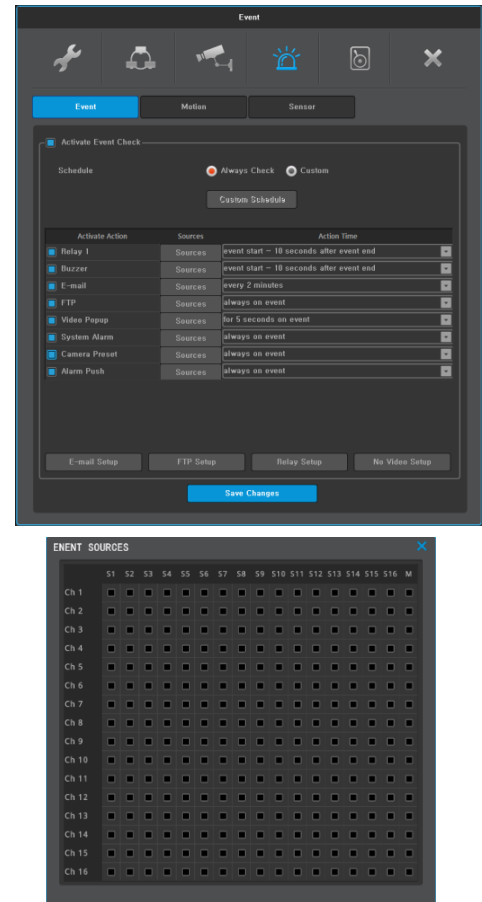 Event
Event Motion Sensor
Activate Event Check
Schedule Always Check Custom
Custom Schedule
Activate Action Sources Action Time
Relay 1 Sources event start - 10 seconds after event end
Buzzer Sources event start - 10 seconds after event end
E-mail Sources every 2 minutes
FTP Sources always on event
Video Popup Sources for 5 seconds on event
System Alarm Sources always on event
Camera Preset Sources always on event
Alarm Push Sources always on event
E-mail Setup FTP Setup Relay Setup No Video Setup
Save Changes
ENENT SOURCES
S1 S2 S3 S4 S5 S6 S7 S8 S9 S10 S11 S12 S13 S14 S15 S16 M
Ch 1
Ch 2
Ch 3
Ch 4
Ch 5
Ch 6
Ch 7
Ch 8
Ch 9
Ch 10
Ch 11
Ch 12
Ch 13
Ch 14
Ch 15
Ch 16